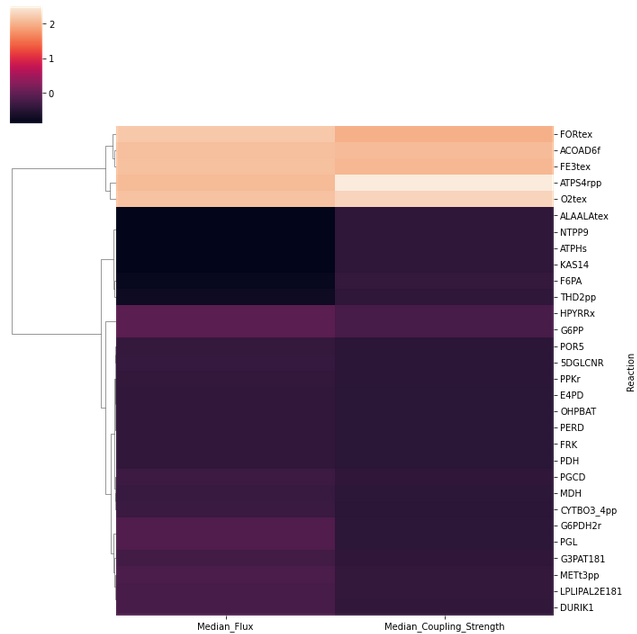 2
1
0
FORtex
ACOAD6f
FE3tex
ATPS4rpp
O2tex
ALAALAtex
NTPP9
ATPHs
KAS14
F6PA
THD2pp
HPYRRx
G6PP
POR5
5DGLCNR
PPKr
E4PD
OHPBAT
PERD
FRK
PDH
PGCD
MDH
CYTBO3_4pp
G6PDH2r
PGL
G3PAT181
METt3pp
LPLIPAL2E181
DURIK1
Reaction
Median_Flux
Median_Coupling_Strength